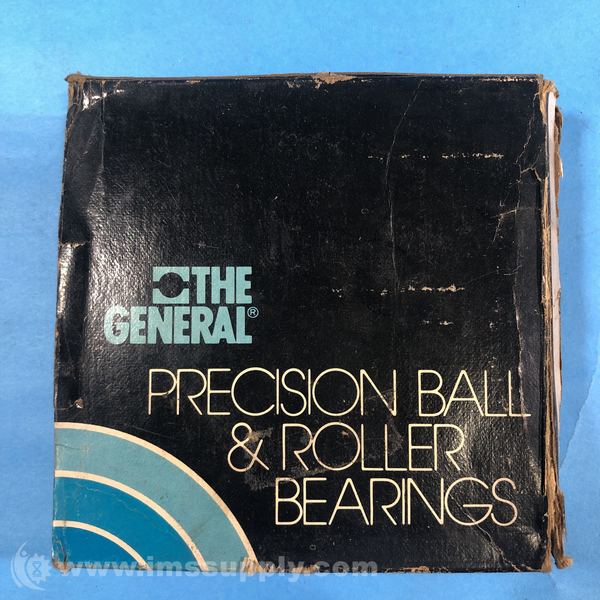 THE
GENERAL®
PRECISION BALL
& ROLLER
BEARINGS
www.imssupply.com